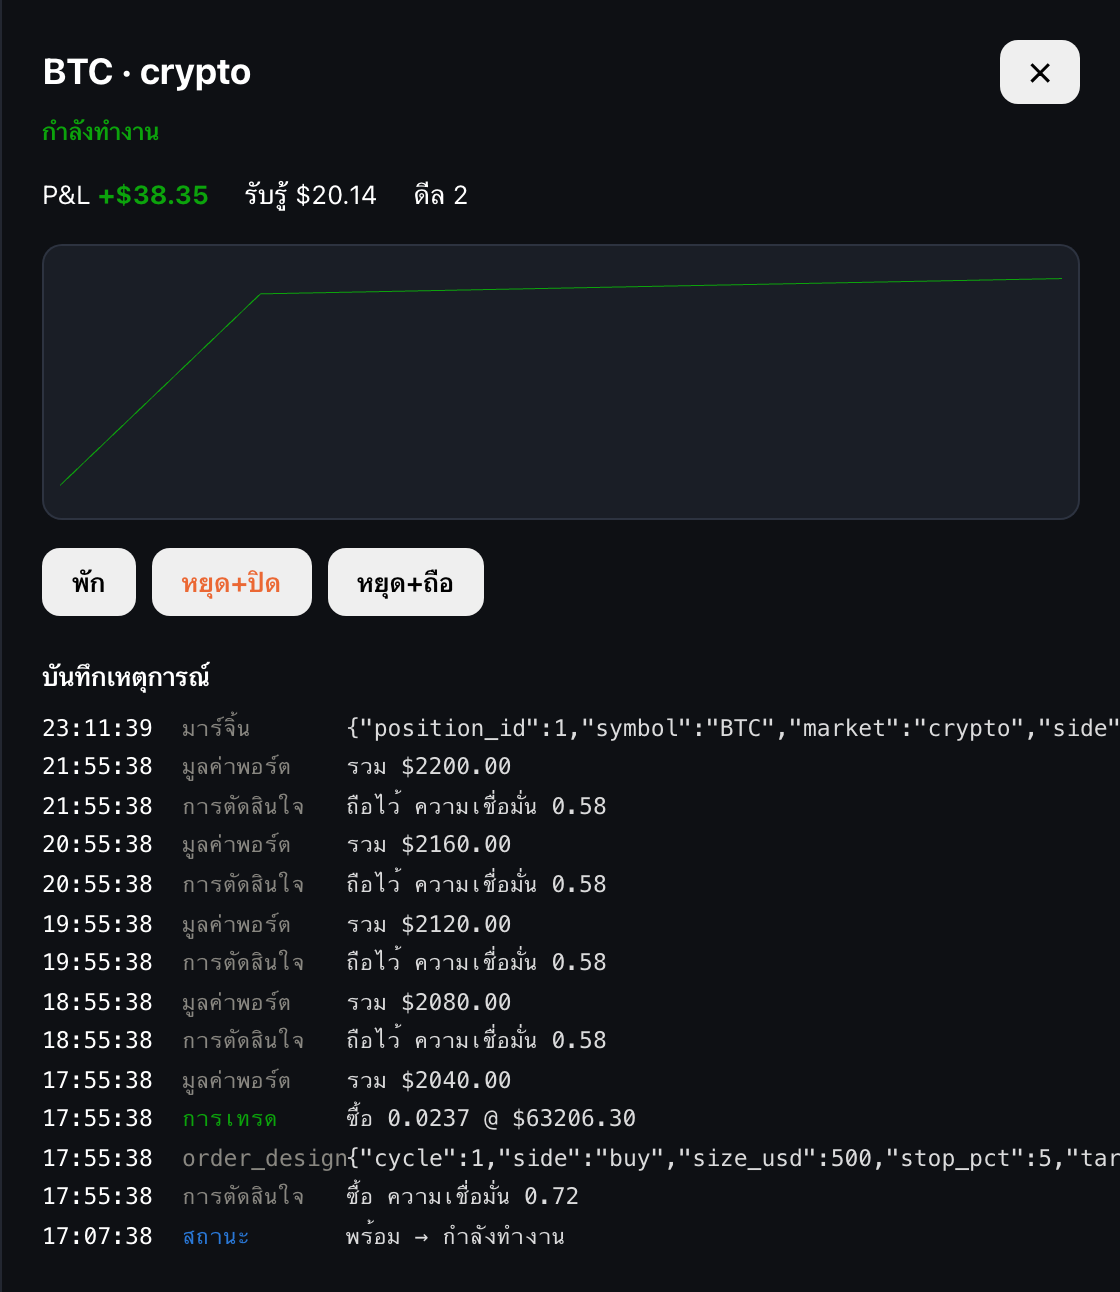 BTC · crypto
×
กำลังทำงาน
P&L +$38.35 รับรู้ $20.14 ดีล 2
พัก หยุด+ปิด หยุด+ถือ
บันทึกเหตุการณ์
23:11:39 มาร์จิ้น {"position_id":1,"symbol":"BTC","market":"crypto","side"
21:55:38 มูลค่าพอร์ต รวม $2200.00
21:55:38 การตัดสินใจ ถือไว้ ความเชื่อมั่น 0.58
20:55:38 มูลค่าพอร์ต รวม $2160.00
20:55:38 การตัดสินใจ ถือไว้ ความเชื่อมั่น 0.58
19:55:38 มูลค่าพอร์ต รวม $2120.00
19:55:38 การตัดสินใจ ถือไว้ ความเชื่อมั่น 0.58
18:55:38 มูลค่าพอร์ต รวม $2080.00
18:55:38 การตัดสินใจ ถือไว้ ความเชื่อมั่น 0.58
17:55:38 มูลค่าพอร์ต รวม $2040.00
17:55:38 การเทรด ซื้อ 0.0237 @ $63206.30
17:55:38 order_design{"cycle":1,"side":"buy","size_usd":500,"stop_pct":5,"tar
17:55:38 การตัดสินใจ ซื้อ ความเชื่อมั่น 0.72
17:07:38 สถานะ พร้อม → กำลังทำงาน